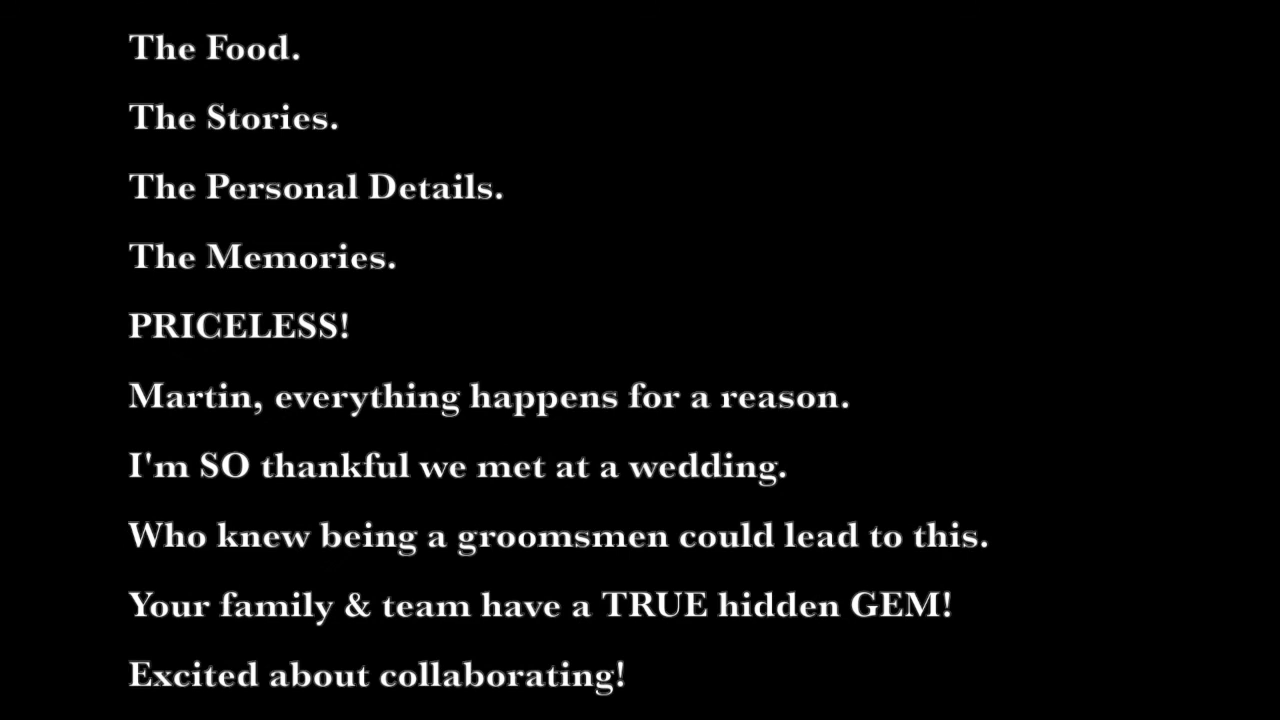 The Food.
The Stories.
The Personal Details.
The Memories.
PRICELESS!
Martin, everything happens for a reason.
I'm SO thankful we met at a wedding.
Who knew being a groomsmen could lead to this.
Your family & team have a TRUE hidden GEM!
Excited about collaborating!